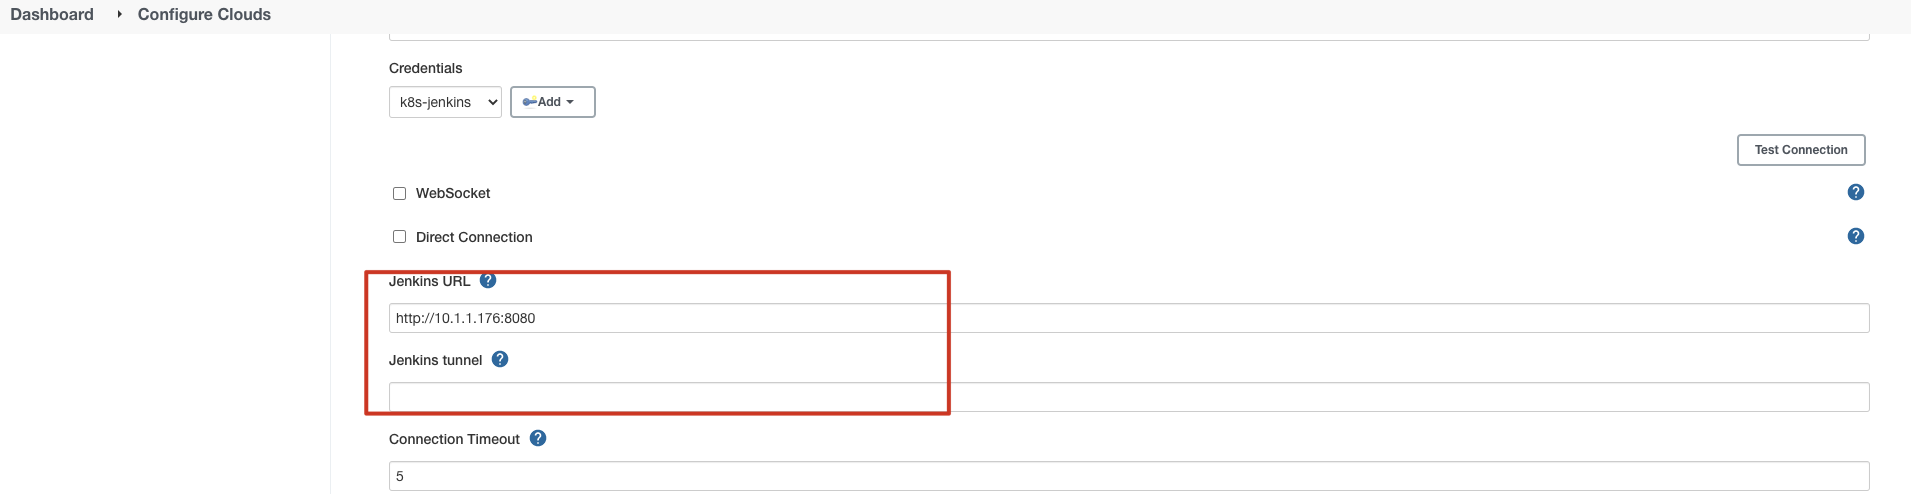 Dashboard Configure Clouds
Credentials
k8s-jenkins Add
Test Connection
WebSocket ?
Direct Connection ?
Jenkins URL ?
http://10.1.1.176:8080
Jenkins tunnel ?
Connection Timeout ?
5